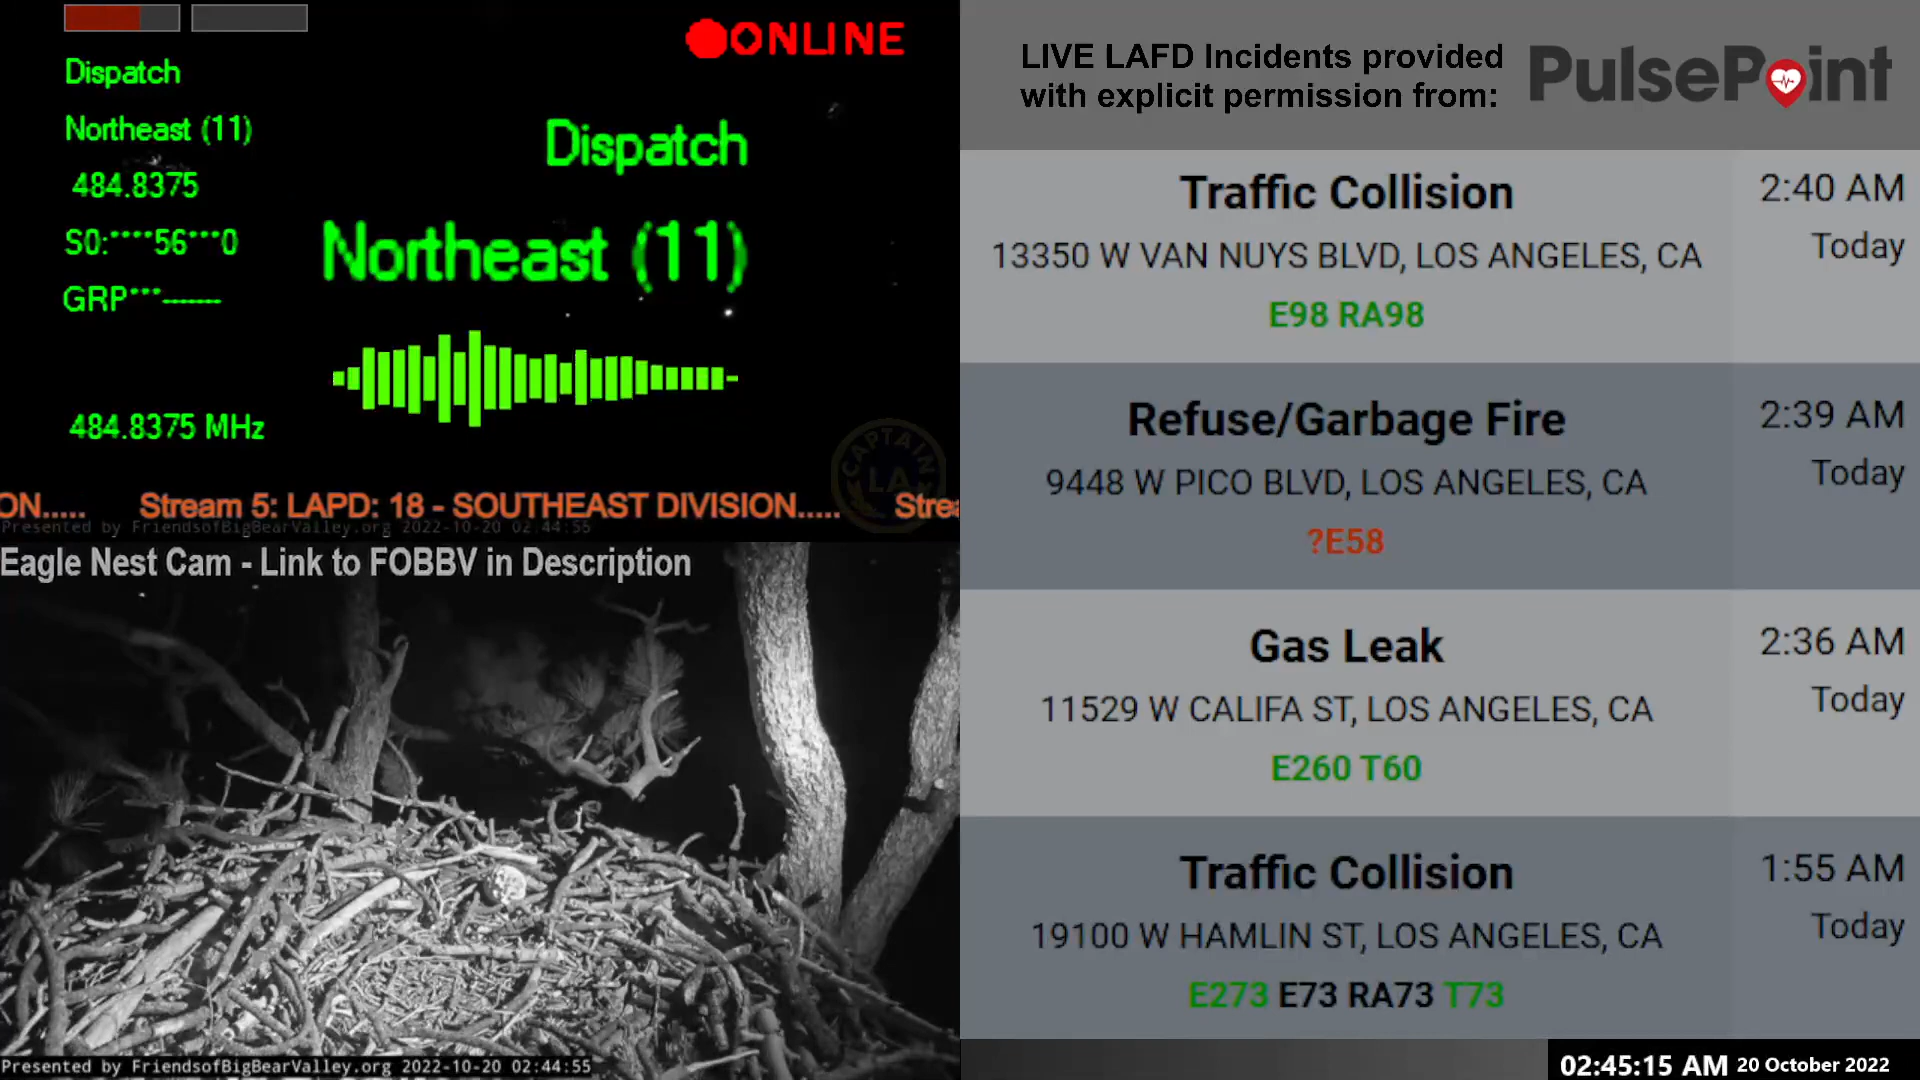 ONLINE
Dispatch
Northeast (11)
484.8375
S0:****56***0
GRP***-------
484.8375 MHz
Dispatch
Northeast (11)
CAPTAIN
LA
ON.....     Stream 5: LAPD: 18 - SOUTHEAST DIVISION.....     Strea
Presented by FriendsofBigBearValley.org 2022-10-20 02:44:55
Eagle Nest Cam - Link to FOBBV in Description
Presented by FriendsofBigBearValley.org 2022-10-20 02:44:55
LIVE LAFD Incidents provided
with explicit permission from:
PulsePoint
Traffic Collision
2:40 AM
13350 W VAN NUYS BLVD, LOS ANGELES, CA
Today
E98 RA98
Refuse/Garbage Fire
2:39 AM
9448 W PICO BLVD, LOS ANGELES, CA
Today
?E58
Gas Leak
2:36 AM
11529 W CALIFA ST, LOS ANGELES, CA
Today
E260 T60
Traffic Collision
1:55 AM
19100 W HAMLIN ST, LOS ANGELES, CA
Today
E273 E73 RA73 T73
02:45:15 AM 20 October 2022